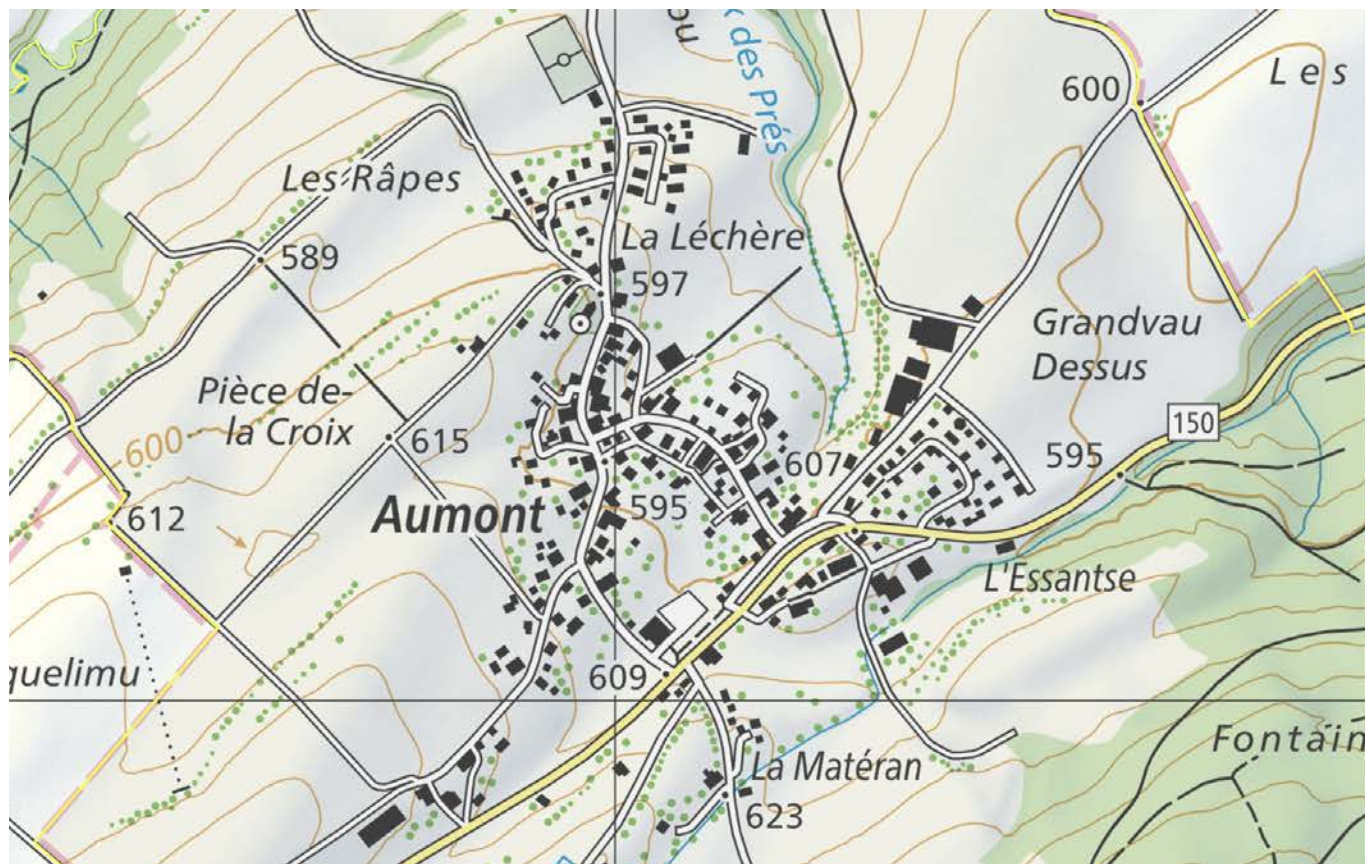 x des Prés
ou
600
Les
Les Râpes
589
La Léchère
597
Grandvau
Dessus
Pièce de-
la Croix
600
615
150
607
595
Aumont
595
612
L'Essantse
quelimu
609
Fontain
La Matéran
623